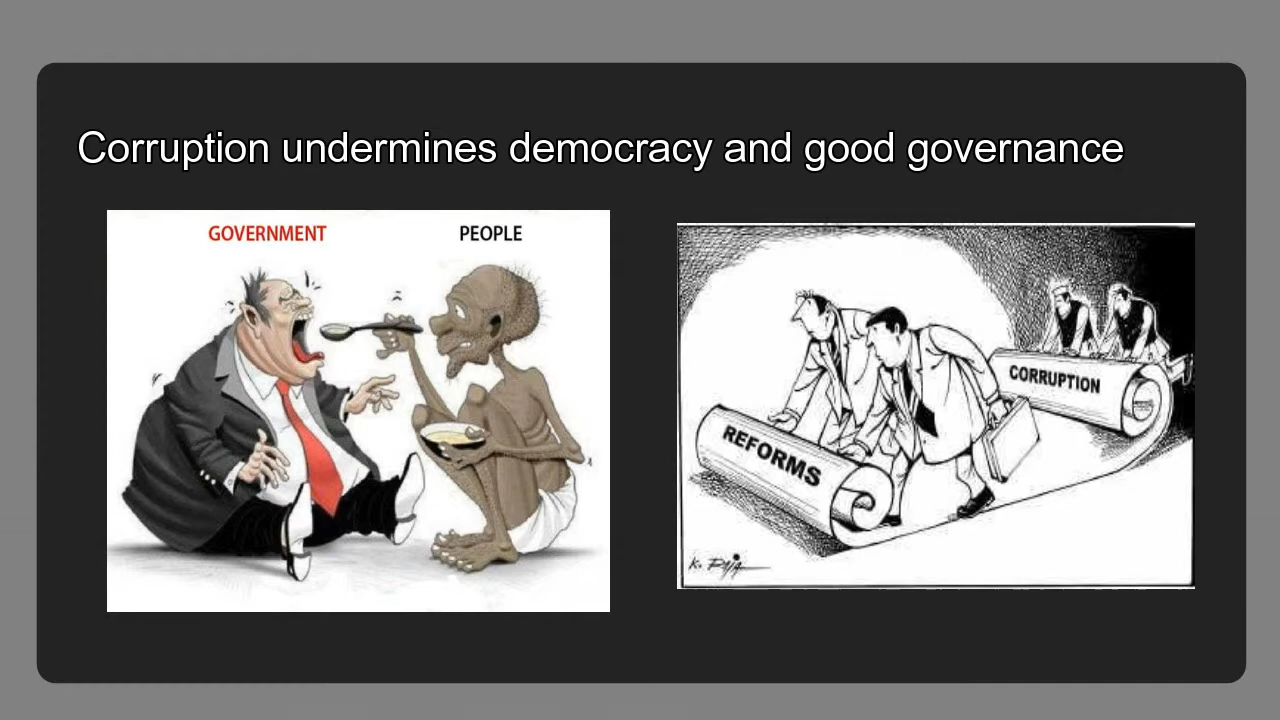 Corruption undermines democracy and good governance
GOVERNMENT
PEOPLE
REFORMS
CORRUPTION